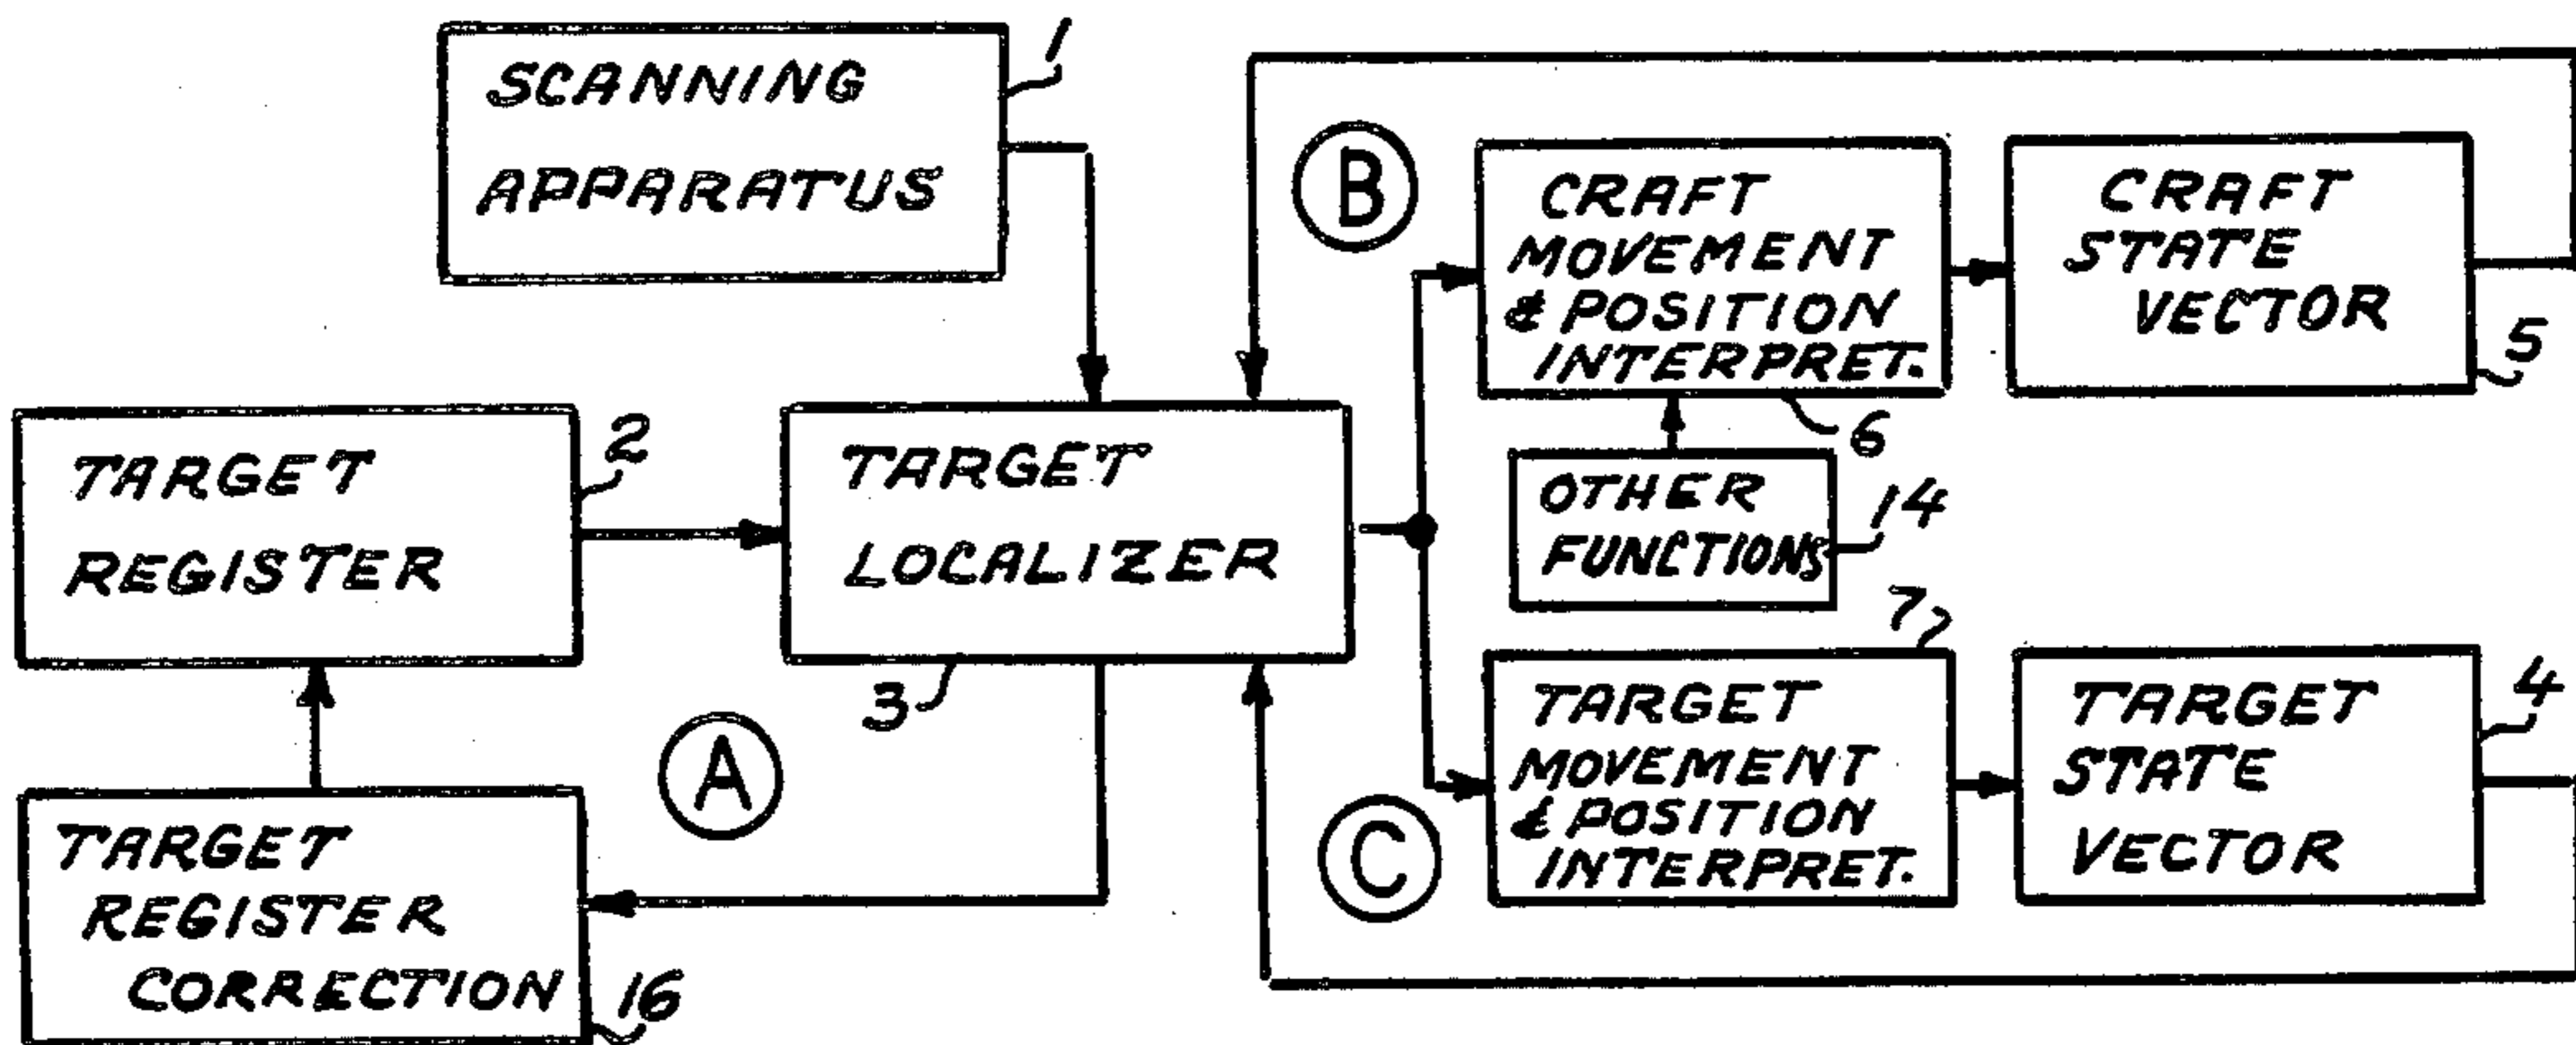 SCANNING
APPARATUS
1
B
CRAFT
MOVEMENT
& POSITION
INTERPRET.
6
CRAFT
STATE
VECTOR
5
TARGET
REGISTER
2
TARGET
LOCALIZER
3
OTHER
FUNCTIONS
14
A
C
TARGET
MOVEMENT
& POSITION
INTERPRET.
7
TARGET
STATE
VECTOR
4
TARGET
REGISTER
CORRECTION
16